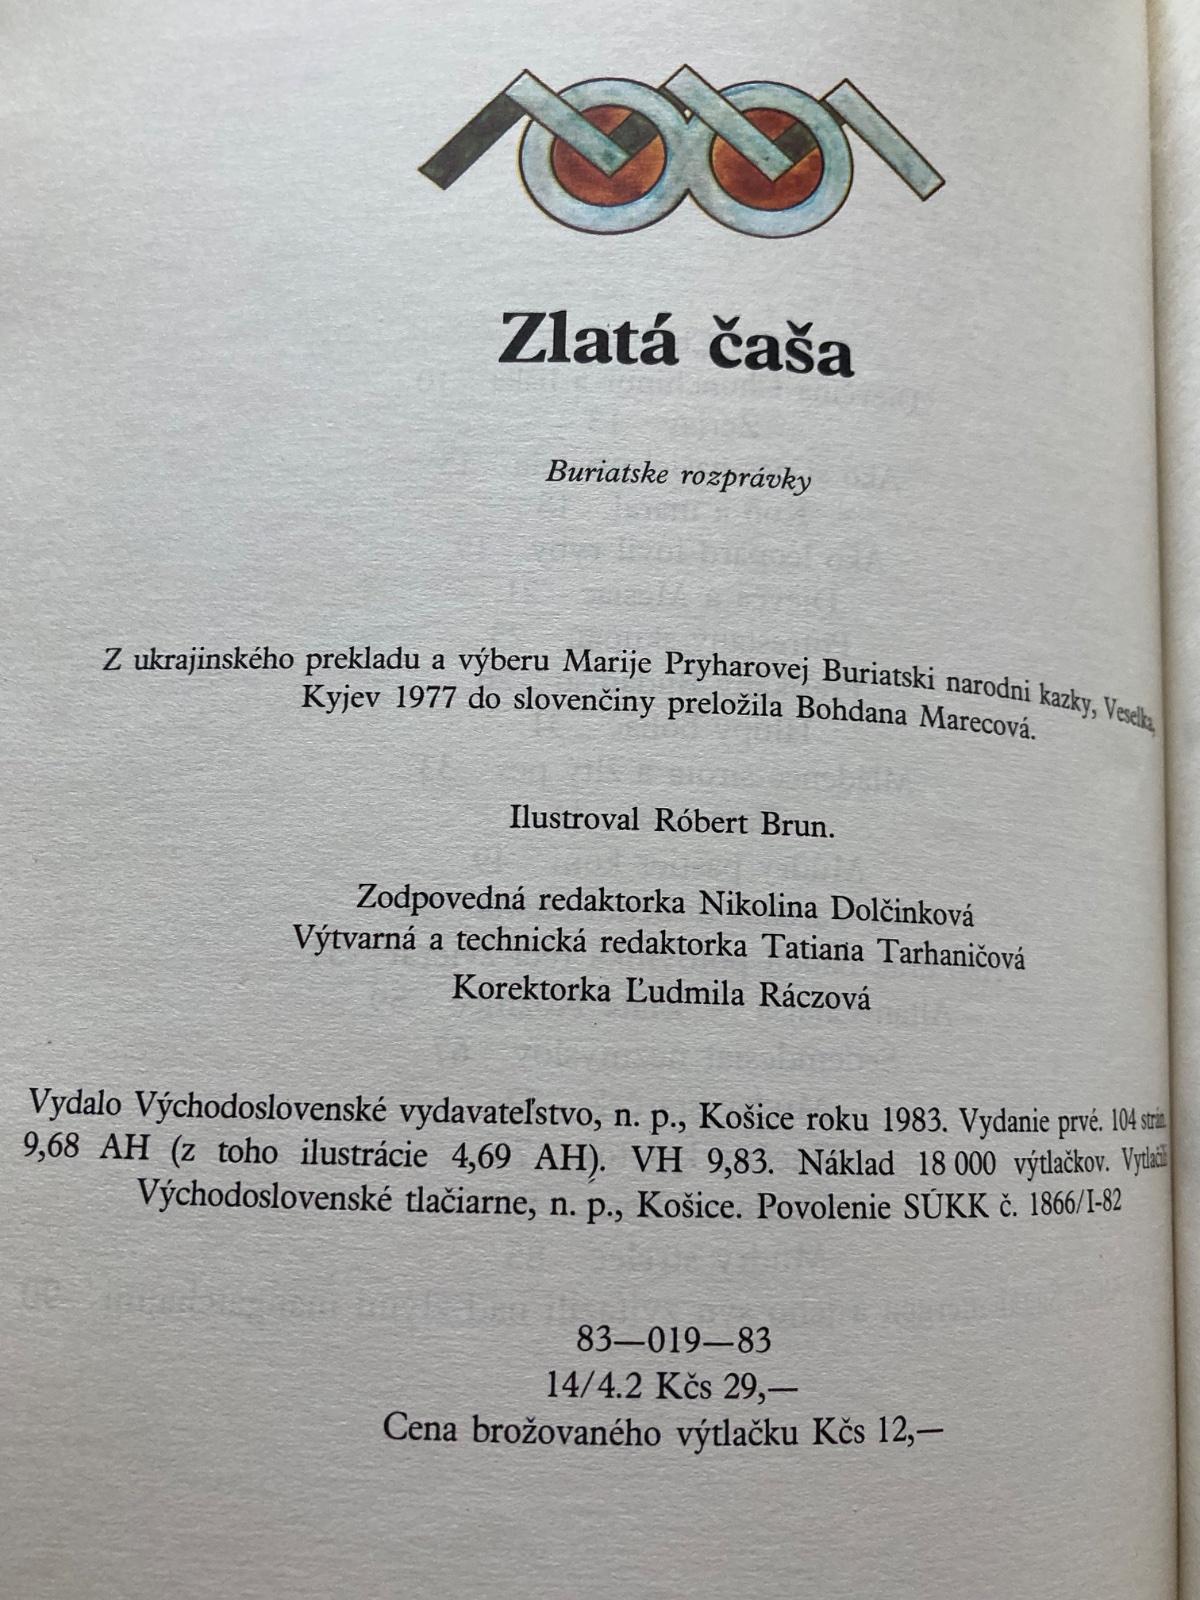 Zlatá čaša
Buriatske rozprávky
Z ukrajinského prekladu a výberu Marije Pryharovej Buriatski narodni kazky, Veselka,
Kyjev 1977 do slovenčiny preložila Bohdana Marecová.
Ilustroval Róbert Brun.
Zodpovedná redaktorka Nikolina Dolčinková
Výtvarná a technická redaktorka Tatiana Tarhaničová
Korektorka Ľudmila Ráczová
Vydalo Východoslovenské vydavateľstvo, n. p., Košice roku 1983. Vydanie prvé. 104 strán.
9,68 AH (z toho ilustrácie 4,69 AH). VH 9,83. Náklad 18 000 výtlačkov. Vytlačili
Východoslovenské tlačiarne, n. p., Košice. Povolenie SÚKK č. 1866/I-82
83—019—83
14/4.2 Kčs 29,—
Cena brožovaného výtlačku Kčs 12,—